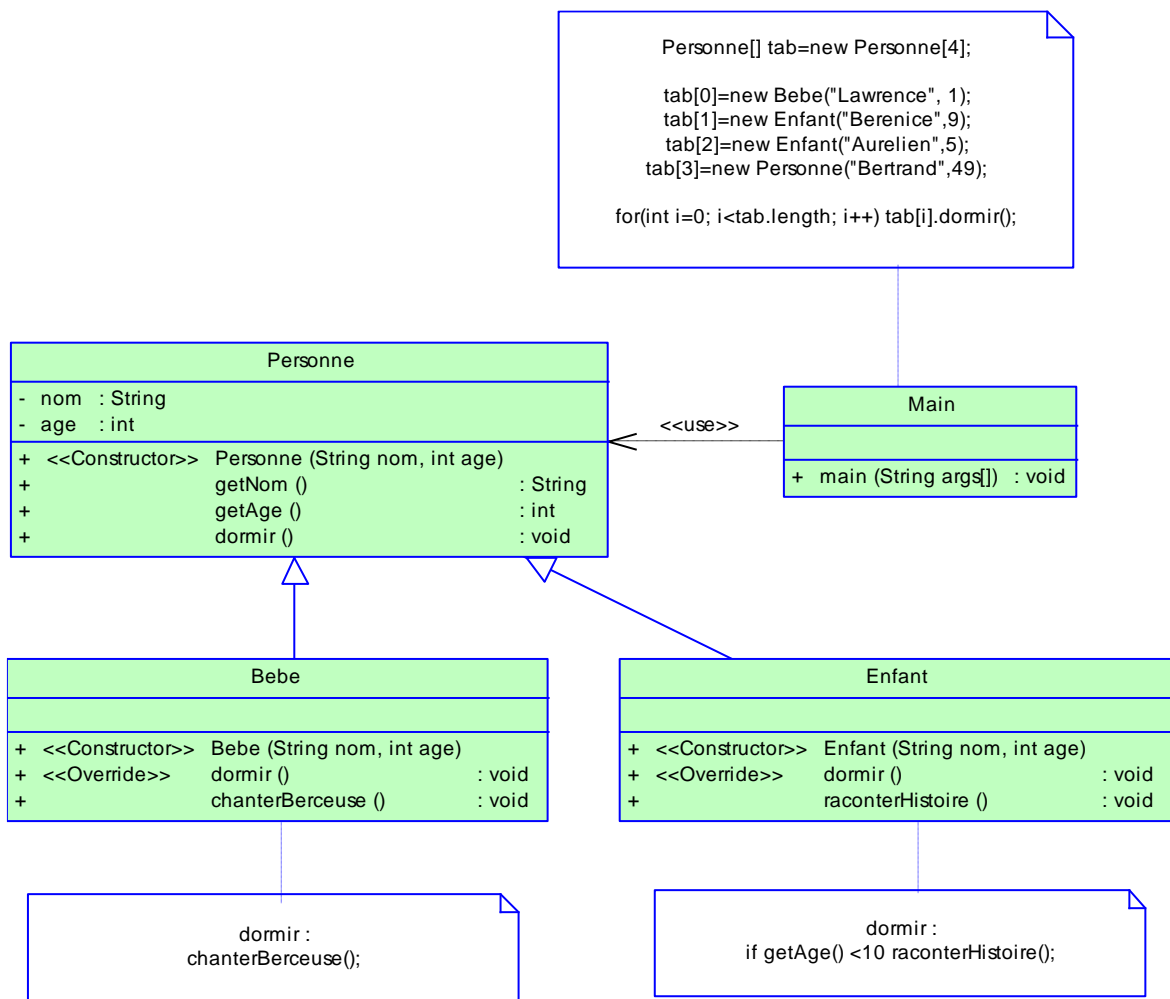 Personne[] tab=new Personne[4];
tab[0]=new Bebe("Lawrence", 1);
tab[1]=new Enfant("Berenice",9);
tab[2]=new Enfant("Aurelien",5);
tab[3]=new Personne("Bertrand",49);
for(int i=0; i<tab.length; i++) tab[i].dormir();
Personne
- nom : String
- age : int
+ <<Constructor>> Personne (String nom, int age)
+ getNom () : String
+ getAge () : int
+ dormir () : void
<<use>>
Main
+ main (String args[]) : void
Bebe
+ <<Constructor>> Bebe (String nom, int age)
+ <<Override>> dormir () : void
+ chanterBerceuse () : void
Enfant
+ <<Constructor>> Enfant (String nom, int age)
+ <<Override>> dormir () : void
+ raconterHistoire () : void
dormir :
chanterBerceuse();
dormir :
if getAge() <10 raconterHistoire();